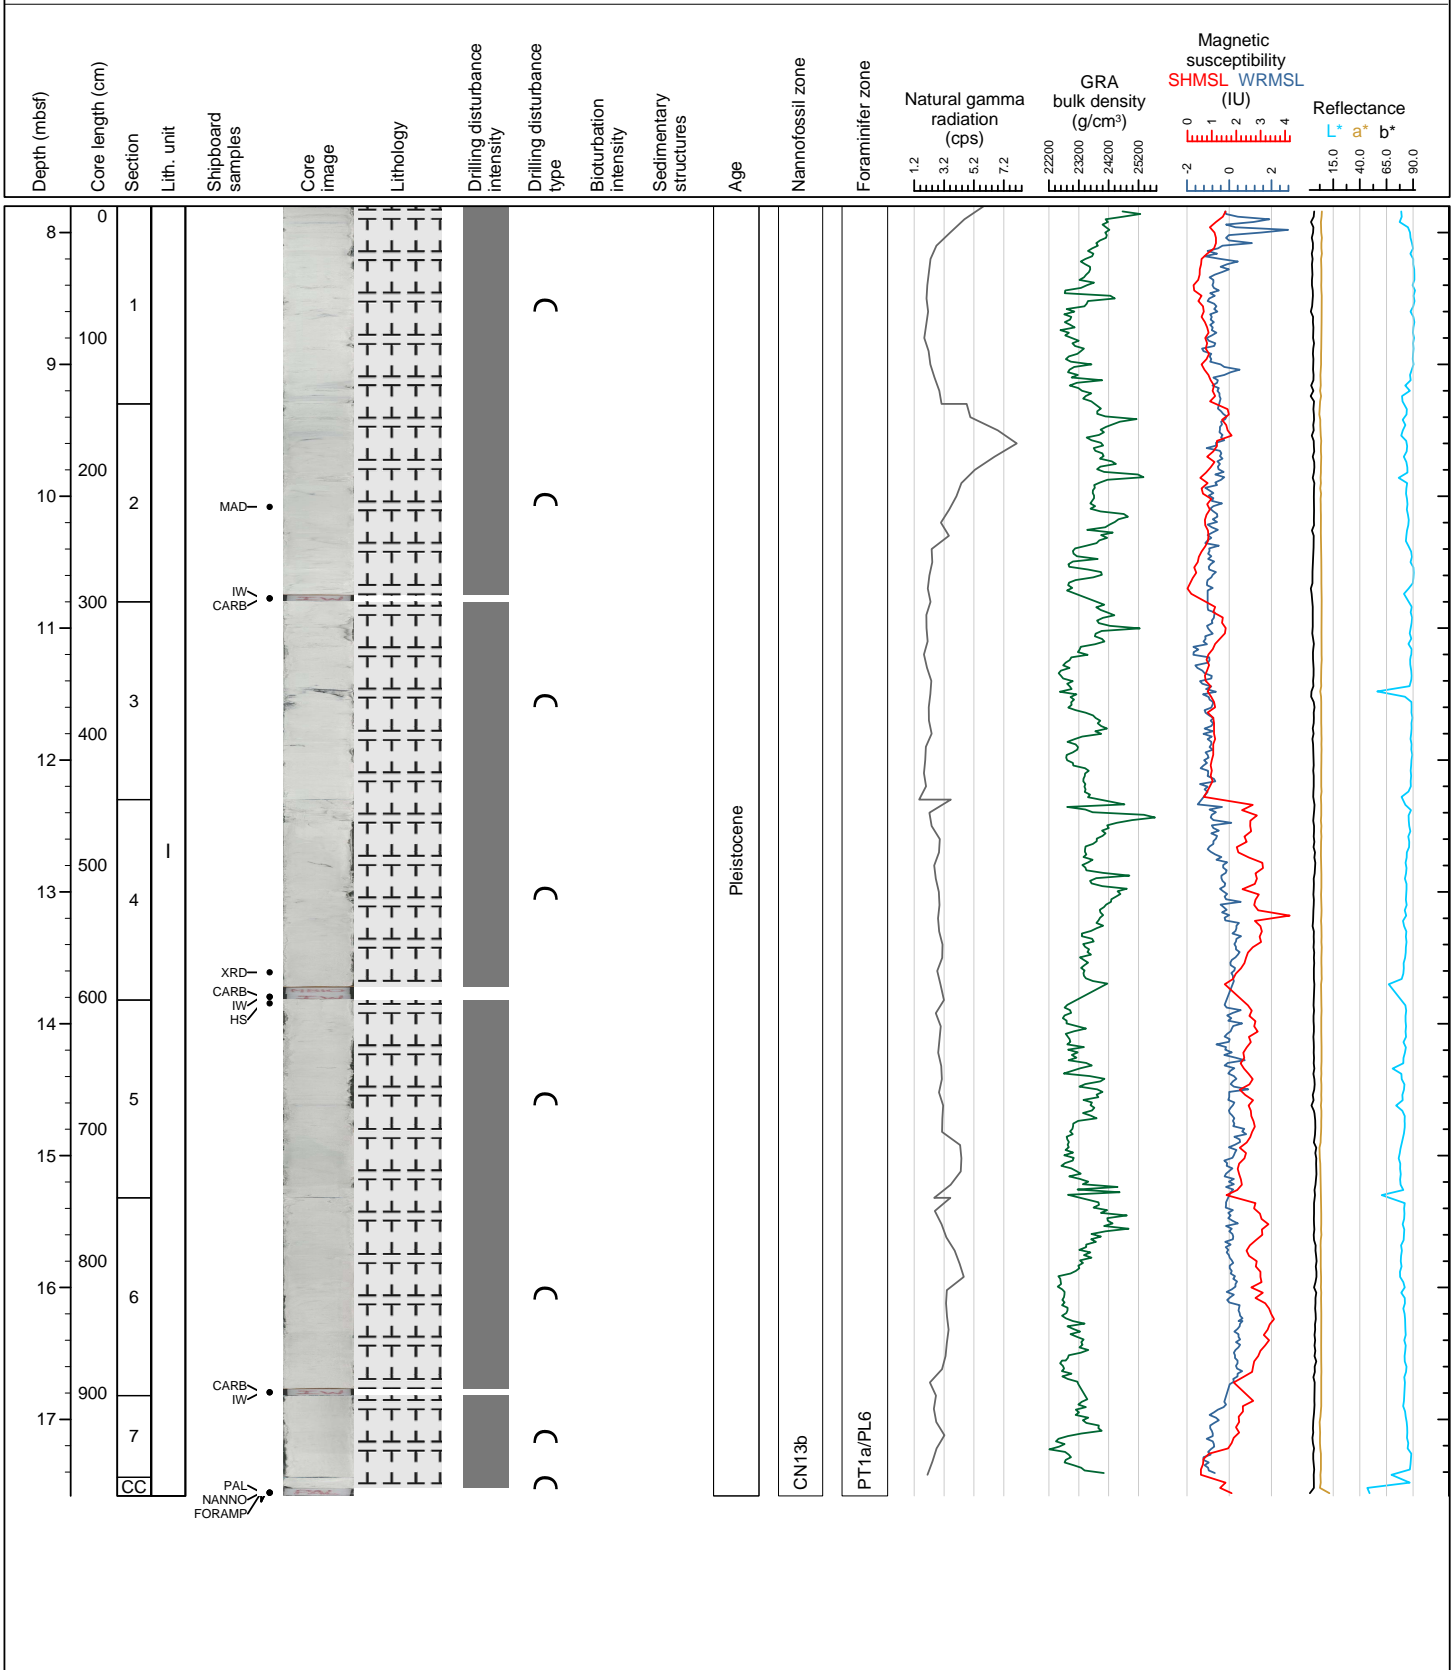 Depth (mbsf)
Core length (cm)
Section
Lith. unit
Shipboard
samples
Core
image
Lithology
Drilling disturbance
intensity
Drilling disturbance
type
Bioturbation
intensity
Sedimentary
structures
Age
Nannofossil zone
Foraminifer zone
Natural gamma
radiation
(cps)
1.2 3.2 5.2 7.2
GRA
bulk density
(g/cm³)
22200 23200 24200 25200
Magnetic
susceptibility
SHMSL WRMSL
(IU)
0 1 2 3 4
-2 0 2
Reflectance
L* a* b*
15.0 40.0 65.0 90.0
0
8
1
100
9
200
2
10
MAD
IW
CARB
300
11
3
400
12
I
500
Pleistocene
13
4
XRD
CARB
600
IW
HS
14
5
700
15
800
16
6
CARB
900
IW
17
7
CN13b
PT1a/PL6
CC
PAL
NANNO
FORAMP